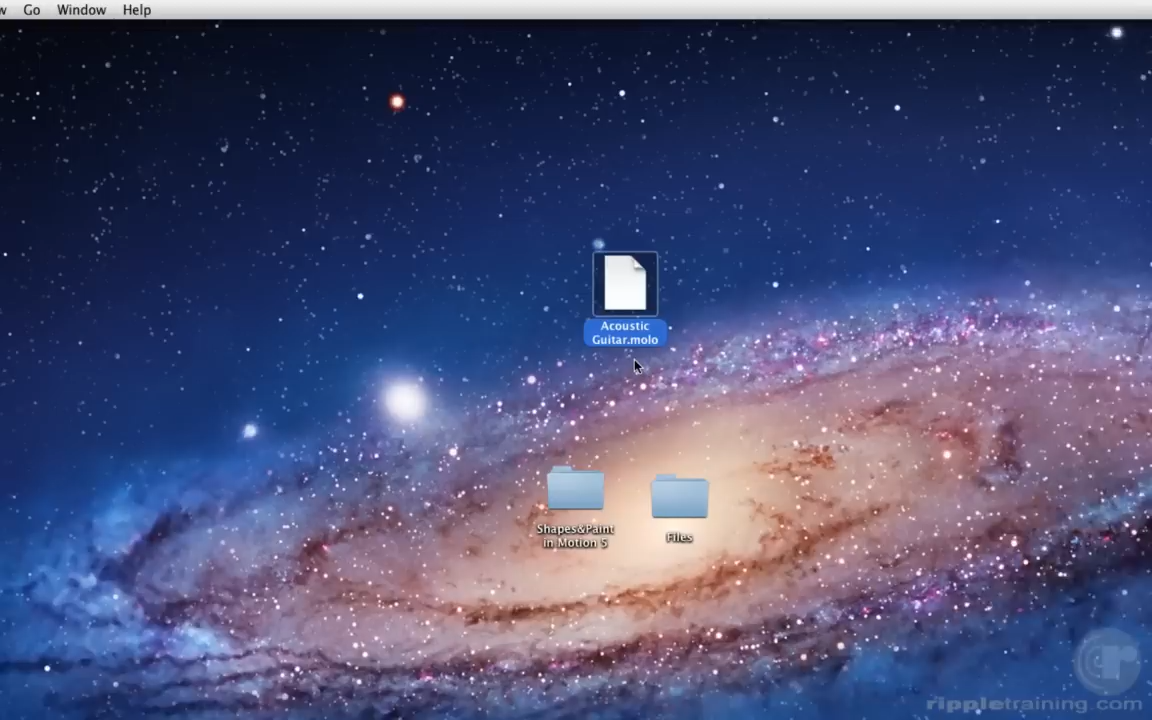 Go Window Help
Acoustic
Guitar.molo
Shapes&Paint
in Motion 5
Files
rippletraining.com